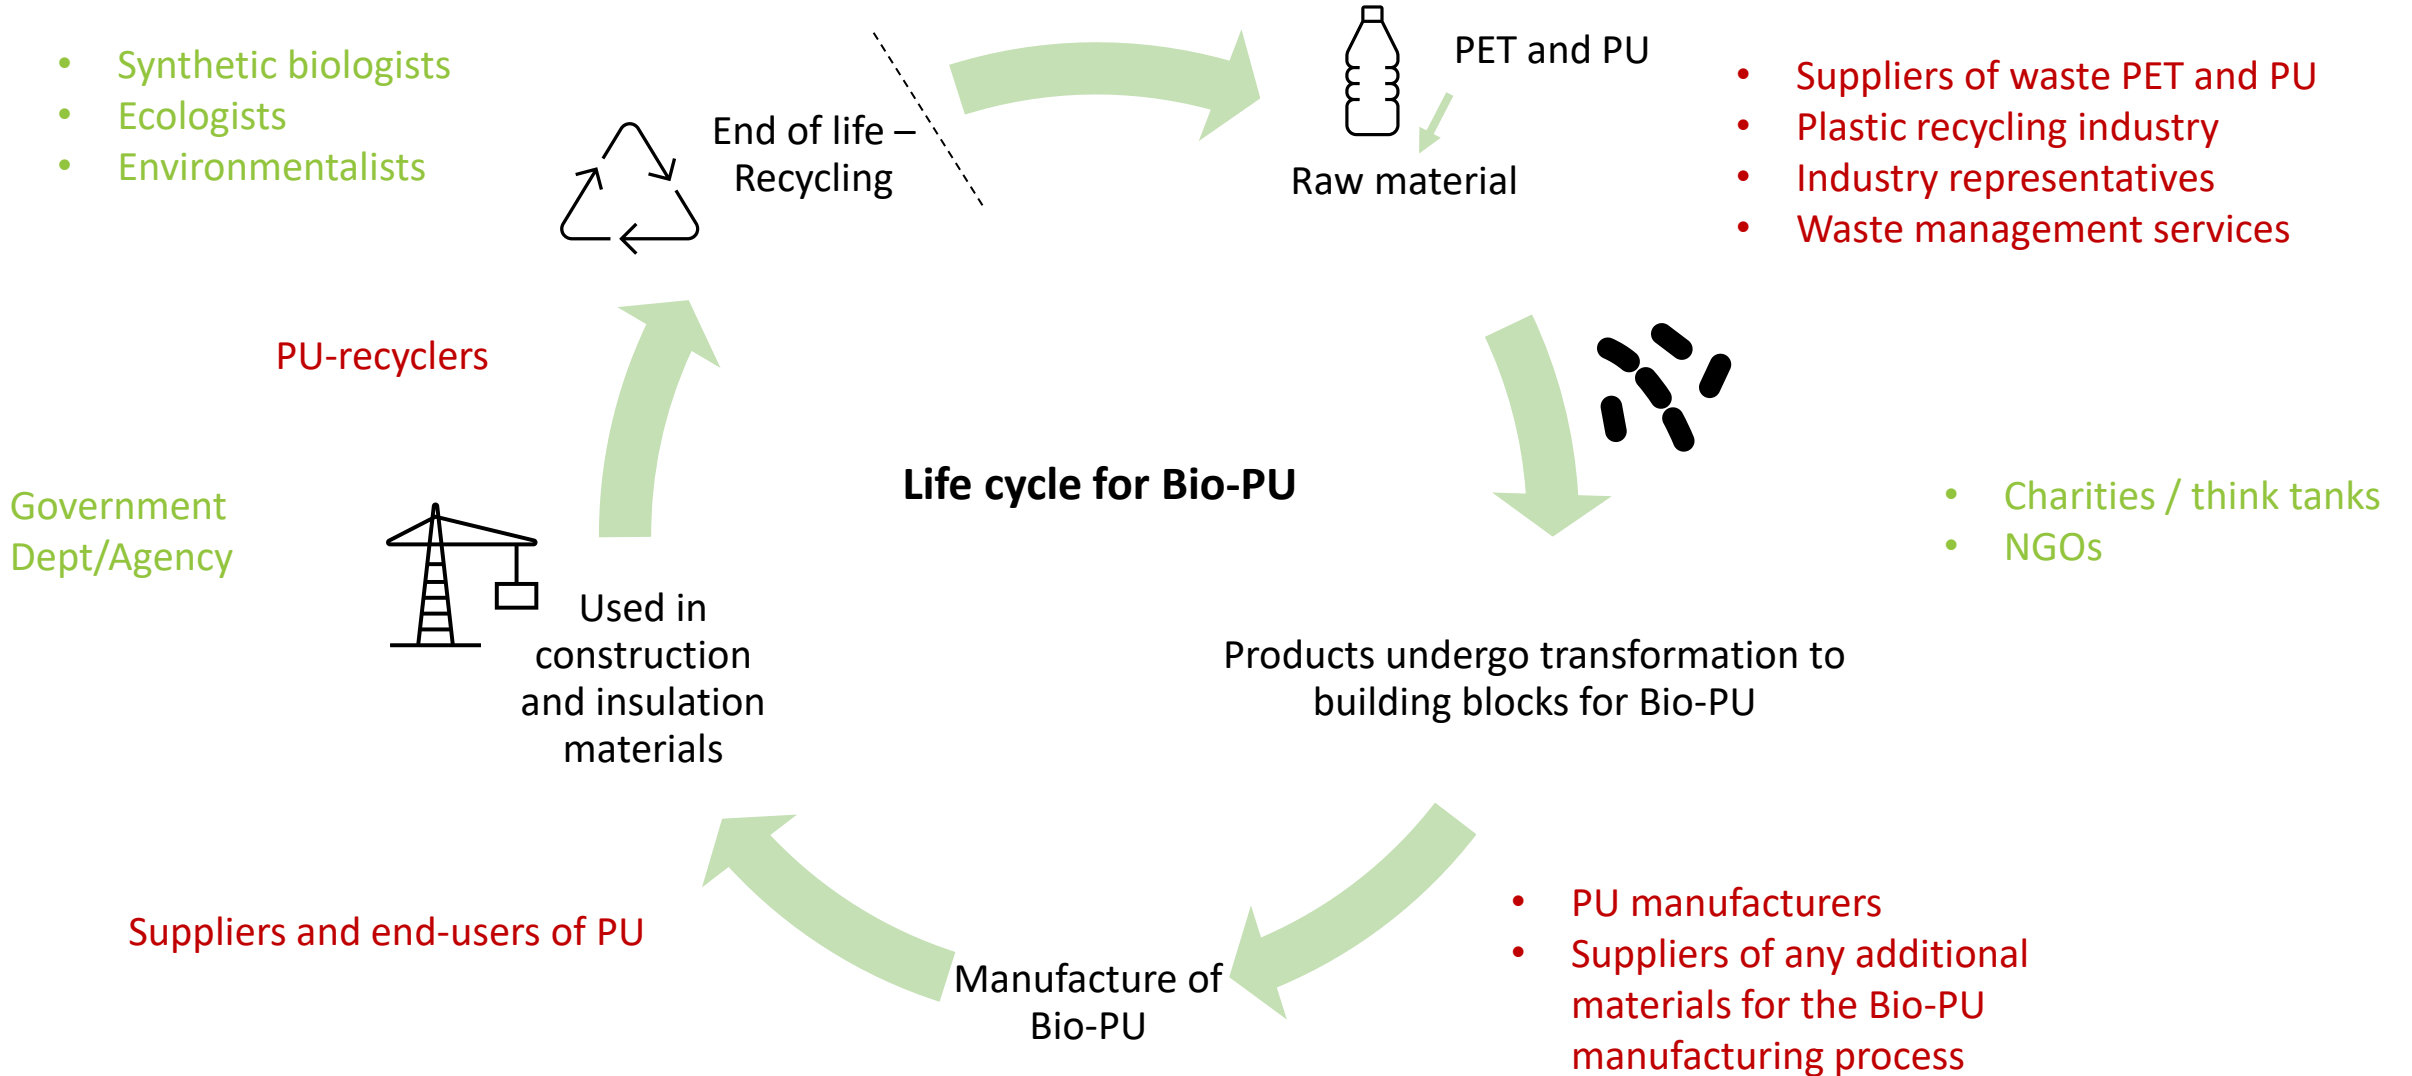 • Synthetic biologists
• Ecologists
• Environmentalists
End of life –
Recycling
PET and PU
Raw material
• Suppliers of waste PET and PU
• Plastic recycling industry
• Industry representatives
• Waste management services
PU-recyclers
Life cycle for Bio-PU
Government
Dept/Agency
• Charities / think tanks
• NGOs
Used in
construction
and insulation
materials
Products undergo transformation to
building blocks for Bio-PU
Suppliers and end-users of PU
Manufacture of
Bio-PU
• PU manufacturers
• Suppliers of any additional
materials for the Bio-PU
manufacturing process